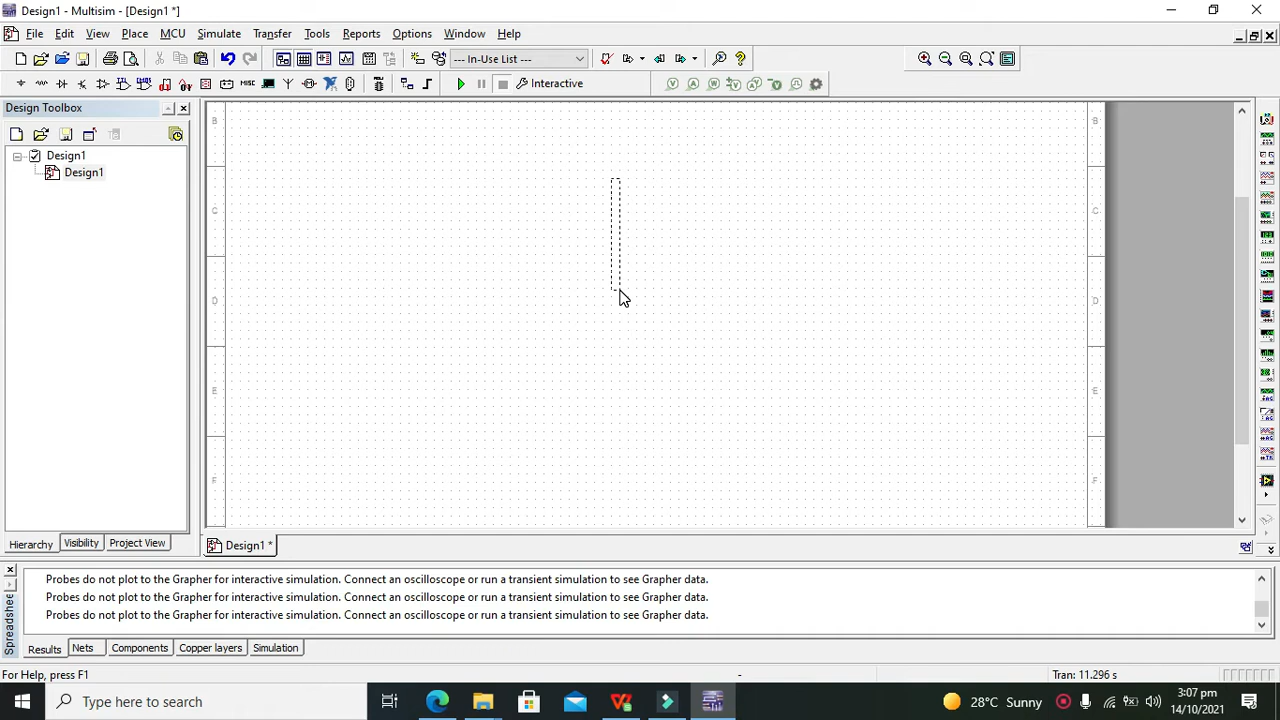 Design1 - Multisim - [Design1 *]
File Edit View Place MCU Simulate Transfer Tools Reports Options Window Help
--- In-Use List ---
Interactive
Design Toolbox
Design1
Design1
B B
C C
D D
E E
F F
Hierarchy Visibility Project View
Design1 *
Probes do not plot to the Grapher for interactive simulation. Connect an oscilloscope or run a transient simulation to see Grapher data.
Probes do not plot to the Grapher for interactive simulation. Connect an oscilloscope or run a transient simulation to see Grapher data.
Probes do not plot to the Grapher for interactive simulation. Connect an oscilloscope or run a transient simulation to see Grapher data.
Spreadsheet
Results Nets Components Copper layers Simulation
For Help, press F1 - Tran: 11.296 s
Type here to search
28°C Sunny
3:07 pm
14/10/2021